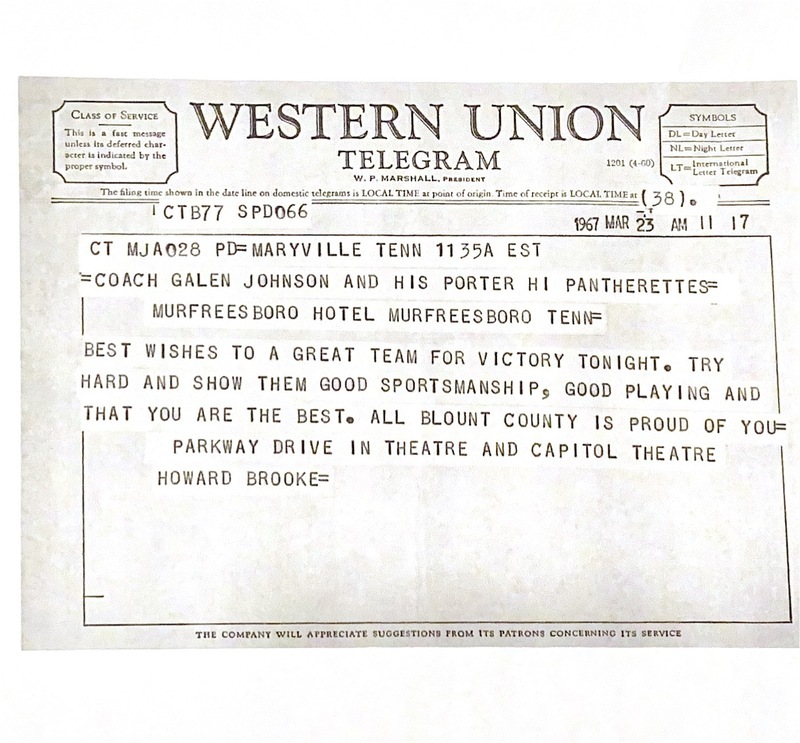 CLASS OF SERVICE
This is a fast message
unless its deferred char-
acter is indicated by the
proper symbol.
WESTERN UNION
TELEGRAM
W. P. MARSHALL, PRESIDENT
1201 (4-60)
SYMBOLS
DL=Day Letter
NL=Night Letter
LT=International
Letter Telegram
The filing time shown in the date line on domestic telegrams is LOCAL TIME at point of origin. Time of receipt is LOCAL TIME at
(38).
CTB77 SPD066
1967 MAR 23 AM 11 17
CT MJA028 PD=MARYVILLE TENN 1135A EST
=COACH GALEN JOHNSON AND HIS PORTER HI PANTHERETTES=
MURFREESBORO HOTEL MURFREESBORO TENN=
BEST WISHES TO A GREAT TEAM FOR VICTORY TONIGHT. TRY
HARD AND SHOW THEM GOOD SPORTSMANSHIP, GOOD PLAYING AND
THAT YOU ARE THE BEST. ALL BLOUNT COUNTY IS PROUD OF YOU=
PARKWAY DRIVE IN THEATRE AND CAPITOL THEATRE
HOWARD BROOKE=
THE COMPANY WILL APPRECIATE SUGGESTIONS FROM ITS PATRONS CONCERNING ITS SERVICE